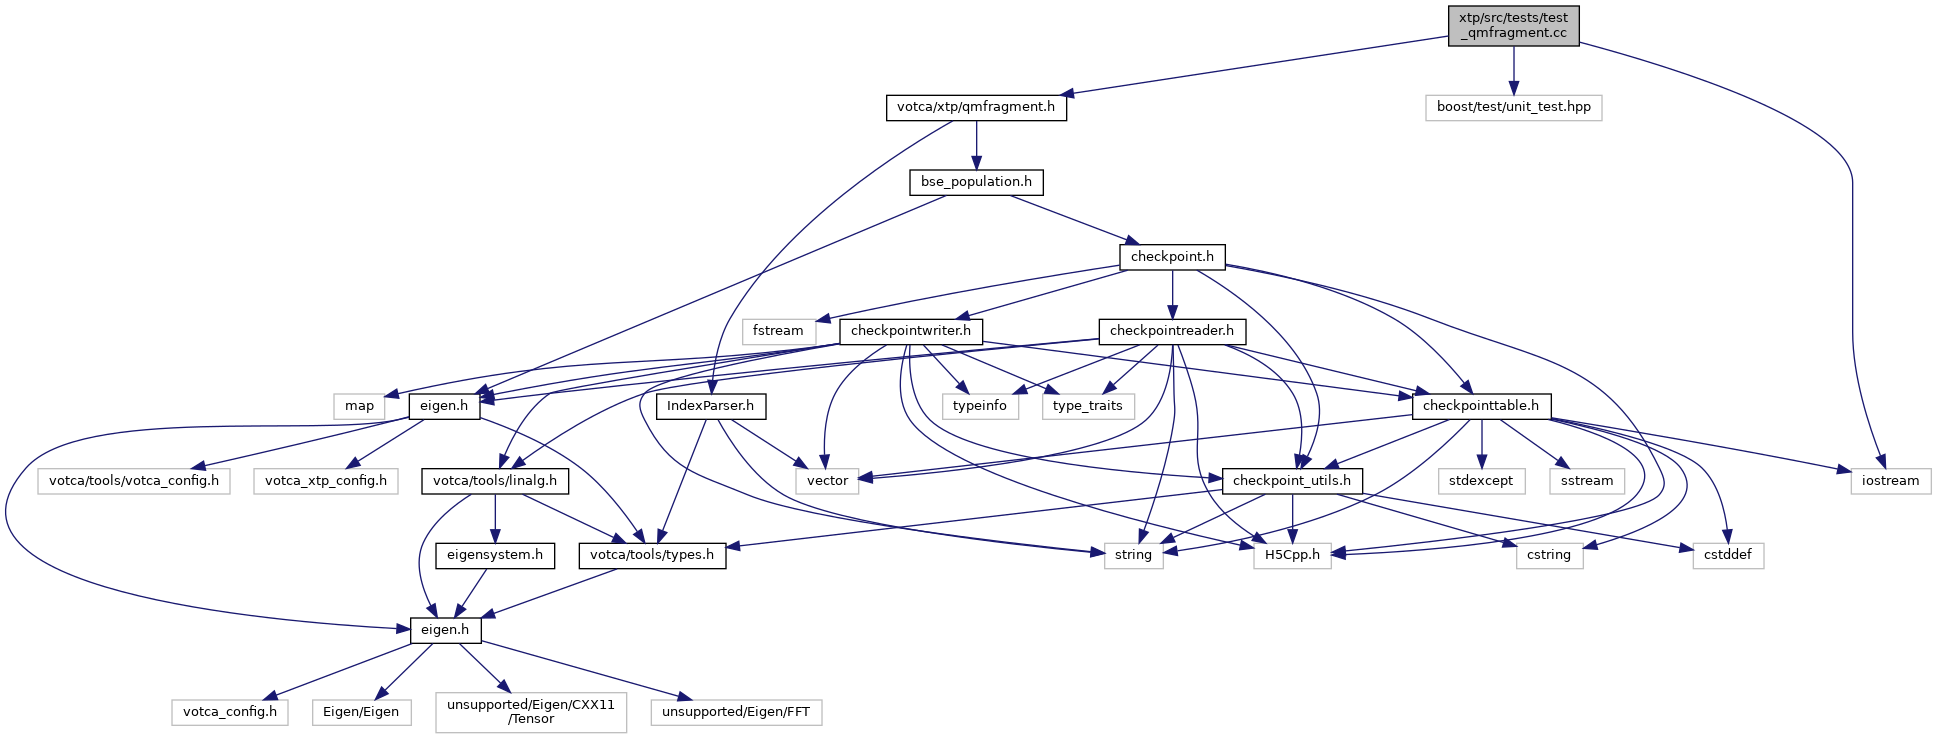 xtp/src/tests/test
_qmfragment.cc
votca/xtp/qmfragment.h
boost/test/unit_test.hpp
bse_population.h
checkpoint.h
fstream
checkpointwriter.h
checkpointreader.h
map
eigen.h
IndexParser.h
typeinfo
type_traits
checkpointtable.h
votca/tools/votca_config.h
votca_xtp_config.h
votca/tools/linalg.h
vector
checkpoint_utils.h
stdexcept
sstream
iostream
eigensystem.h
votca/tools/types.h
string
H5Cpp.h
cstring
cstddef
eigen.h
votca_config.h
Eigen/Eigen
unsupported/Eigen/CXX11
/Tensor
unsupported/Eigen/FFT